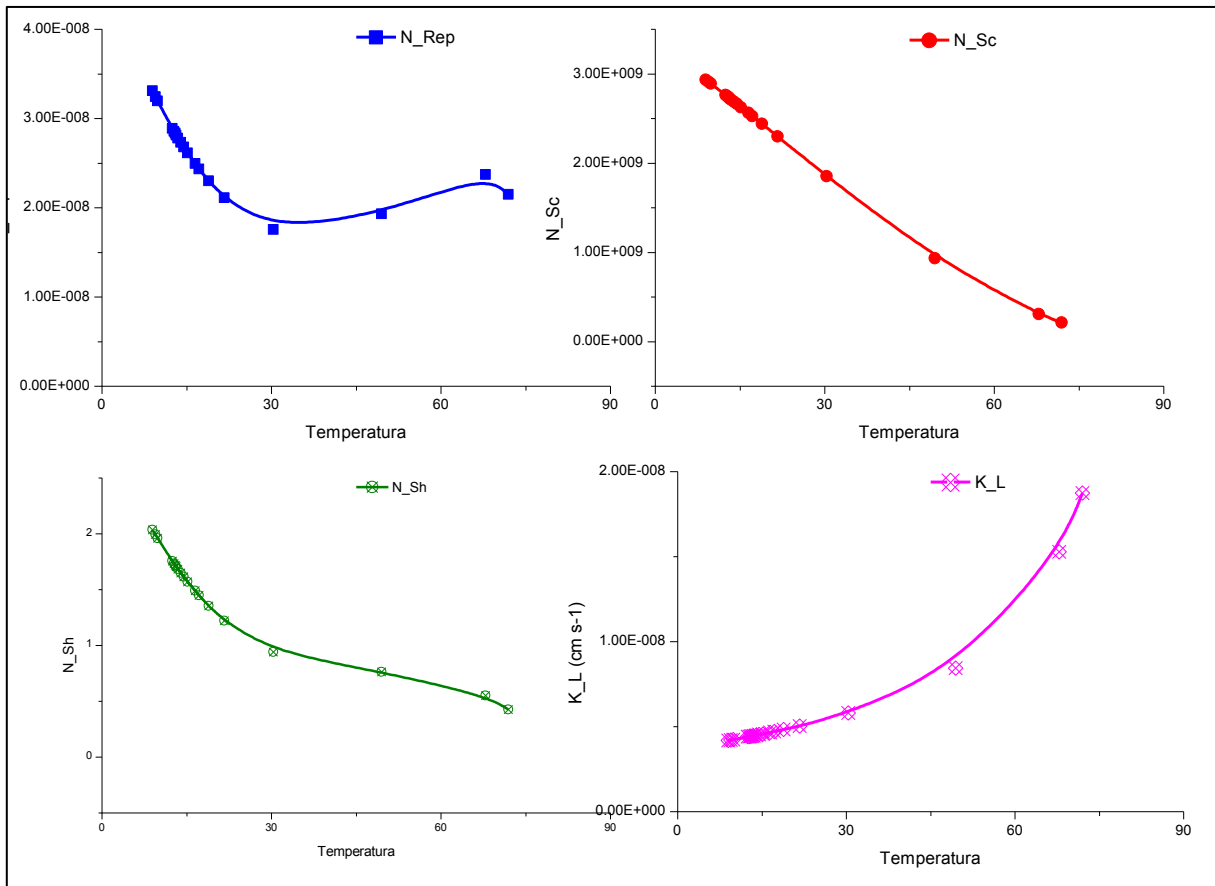 N_Rep
4.00E-008
3.00E-008
2.00E-008
1.00E-008
0.00E+000
0
30
60
90
Temperatura
N_Sc
N_Sc
3.00E+009
2.00E+009
1.00E+009
0.00E+000
0
30
60
90
Temperatura
N_Sh
N_Sh
2
1
0
0
30
60
90
Temperatura
K_L
K_L (cm s-1)
2.00E-008
1.00E-008
0.00E+000
0
30
60
90
Temperatura